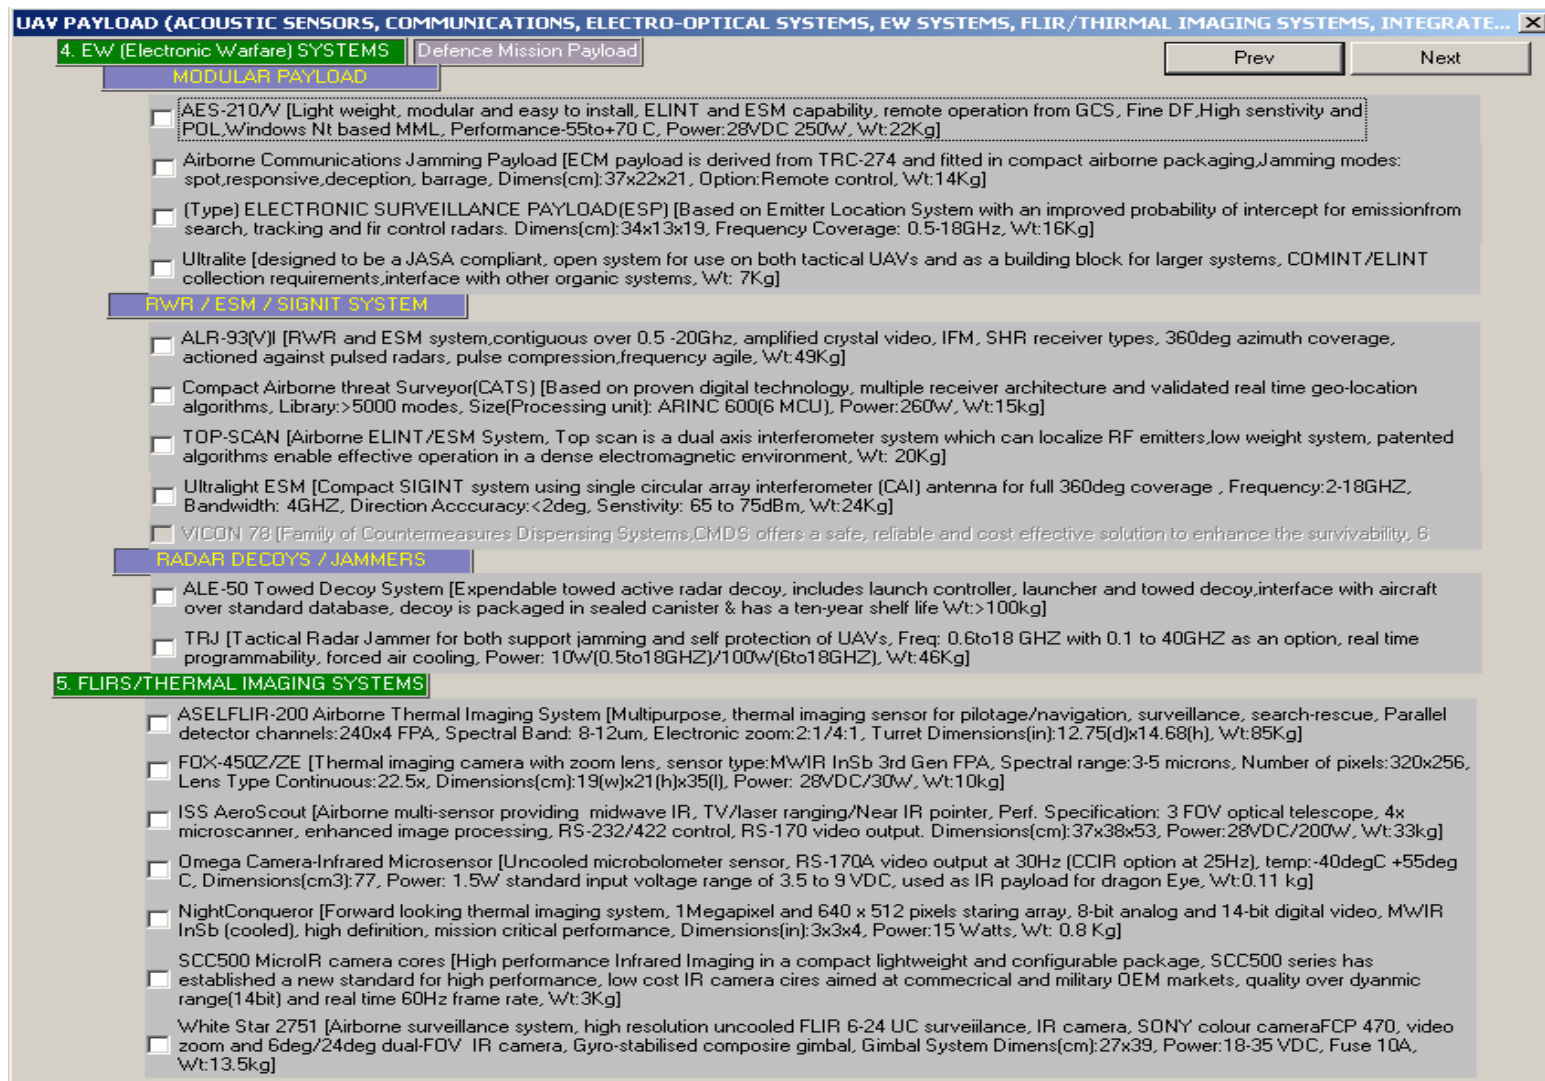 UAV PAYLOAD (ACOUSTIC SENSORS, COMMUNICATIONS, ELECTRO-OPTICAL SYSTEMS, EW SYSTEMS, FLIR/THIRMAL IMAGING SYSTEMS, INTEGRATE...
4. EW (Electronic Warfare) SYSTEMS Defence Mission Payload Prev Next
MODULAR PAYLOAD
AES-210/V [Light weight, modular and easy to install, ELINT and ESM capability, remote operation from GCS, Fine DF,High senstivity and
POL,Windows Nt based MML, Performance-55to+70 C, Power:28VDC 250W, Wt:22Kg]
Airborne Communications Jamming Payload [ECM payload is derived from TRC-274 and fitted in compact airborne packaging,Jamming modes:
spot,responsive,deception, barrage, Dimens(cm):37x22x21, Option:Remote control, Wt:14Kg]
(Type) ELECTRONIC SURVEILLANCE PAYLOAD(ESP) [Based on Emitter Location System with an improved probability of intercept for emissionfrom
search, tracking and fir control radars. Dimens(cm):34x13x19, Frequency Coverage: 0.5-18GHz, Wt:16Kg]
Ultralite [designed to be a JASA compliant, open system for use on both tactical UAVs and as a building block for larger systems, COMINT/ELINT
collection requirements,interface with other organic systems, Wt: 7Kg]
RWR / ESM / SIGNIT SYSTEM
ALR-93(V)I [RWR and ESM system,contiguous over 0.5 -20Ghz, amplified crystal video, IFM, SHR receiver types, 360deg azimuth coverage,
actioned against pulsed radars, pulse compression,frequency agile, Wt:49Kg]
Compact Airborne threat Surveyor(CATS) [Based on proven digital technology, multiple receiver architecture and validated real time geo-location
algorithms, Library:>5000 modes, Size(Processing unit): ARINC 600(6 MCU), Power:260W, Wt:15kg]
TOP-SCAN [Airborne ELINT/ESM System, Top scan is a dual axis interferometer system which can localize RF emitters,low weight system, patented
algorithms enable effective operation in a dense electromagnetic environment, Wt: 20Kg]
Ultralight ESM [Compact SIGINT system using single circular array interferometer (CAI) antenna for full 360deg coverage , Frequency:2-18GHZ,
Bandwidth: 4GHZ, Direction Acccuracy:<2deg, Senstivity: 65 to 75dBm, Wt:24Kg]
VICON 78 [Family of Countermeasures Dispensing Systems,CMDS offers a safe, reliable and cost effective solution to enhance the survivability, 6
RADAR DECOYS / JAMMERS
ALE-50 Towed Decoy System [Expendable towed active radar decoy, includes launch controller, launcher and towed decoy,interface with aircraft
over standard database, decoy is packaged in sealed canister & has a ten-year shelf life Wt:>100kg]
TRJ [Tactical Radar Jammer for both support jamming and self protection of UAVs, Freq: 0.6to18 GHZ with 0.1 to 40GHZ as an option, real time
programmability, forced air cooling, Power: 10W(0.5to18GHZ)/100W(6to18GHZ), Wt:46Kg]
5. FLIRS/THERMAL IMAGING SYSTEMS
ASELFLIR-200 Airborne Thermal Imaging System [Multipurpose, thermal imaging sensor for pilotage/navigation, surveillance, search-rescue, Parallel
detector channels:240x4 FPA, Spectral Band: 8-12um, Electronic zoom:2:1/4:1, Turret Dimensions(in):12.75(d)x14.68(h), Wt:85Kg]
FOX-450Z/ZE [Thermal imaging camera with zoom lens, sensor type:MWIR InSb 3rd Gen FPA, Spectral range:3-5 microns, Number of pixels:320x256,
Lens Type Continuous:22.5x, Dimensions(cm):19(w)x21(h)x35(l), Power: 28VDC/30W, Wt:10kg]
ISS AeroScout [Airborne multi-sensor providing midwave IR, TV/laser ranging/Near IR pointer, Perf. Specification: 3 FOV optical telescope, 4x
microscanner, enhanced image processing, RS-232/422 control, RS-170 video output. Dimensions(cm):37x38x53, Power:28VDC/200W, Wt:33kg]
Omega Camera-Infrared Microsensor [Uncooled microbolometer sensor, RS-170A video output at 30Hz (CCIR option at 25Hz), temp:-40degC +55deg
C, Dimensions(cm3):77, Power: 1.5W standard input voltage range of 3.5 to 9 VDC, used as IR payload for dragon Eye, Wt:0.11 kg]
NightConqueror [Forward looking thermal imaging system, 1Megapixel and 640 x 512 pixels staring array, 8-bit analog and 14-bit digital video, MWIR
InSb (cooled), high definition, mission critical performance, Dimensions(in):3x3x4, Power:15 Watts, Wt: 0.8 Kg]
SCC500 MicroIR camera cores [High performance Infrared Imaging in a compact lightweight and configurable package, SCC500 series has
established a new standard for high performance, low cost IR camera cires aimed at commecrical and military OEM markets, quality over dyanmic
range(14bit) and real time 60Hz frame rate, Wt:3Kg]
White Star 2751 [Airborne surveillance system, high resolution uncooled FLIR 6-24 UC surveiilance, IR camera, SONY colour cameraFCP 470, video
zoom and 6deg/24deg dual-FOV IR camera, Gyro-stabilised composire gimbal, Gimbal System Dimens(cm):27x39, Power:18-35 VDC, Fuse 10A,
Wt:13.5kg]